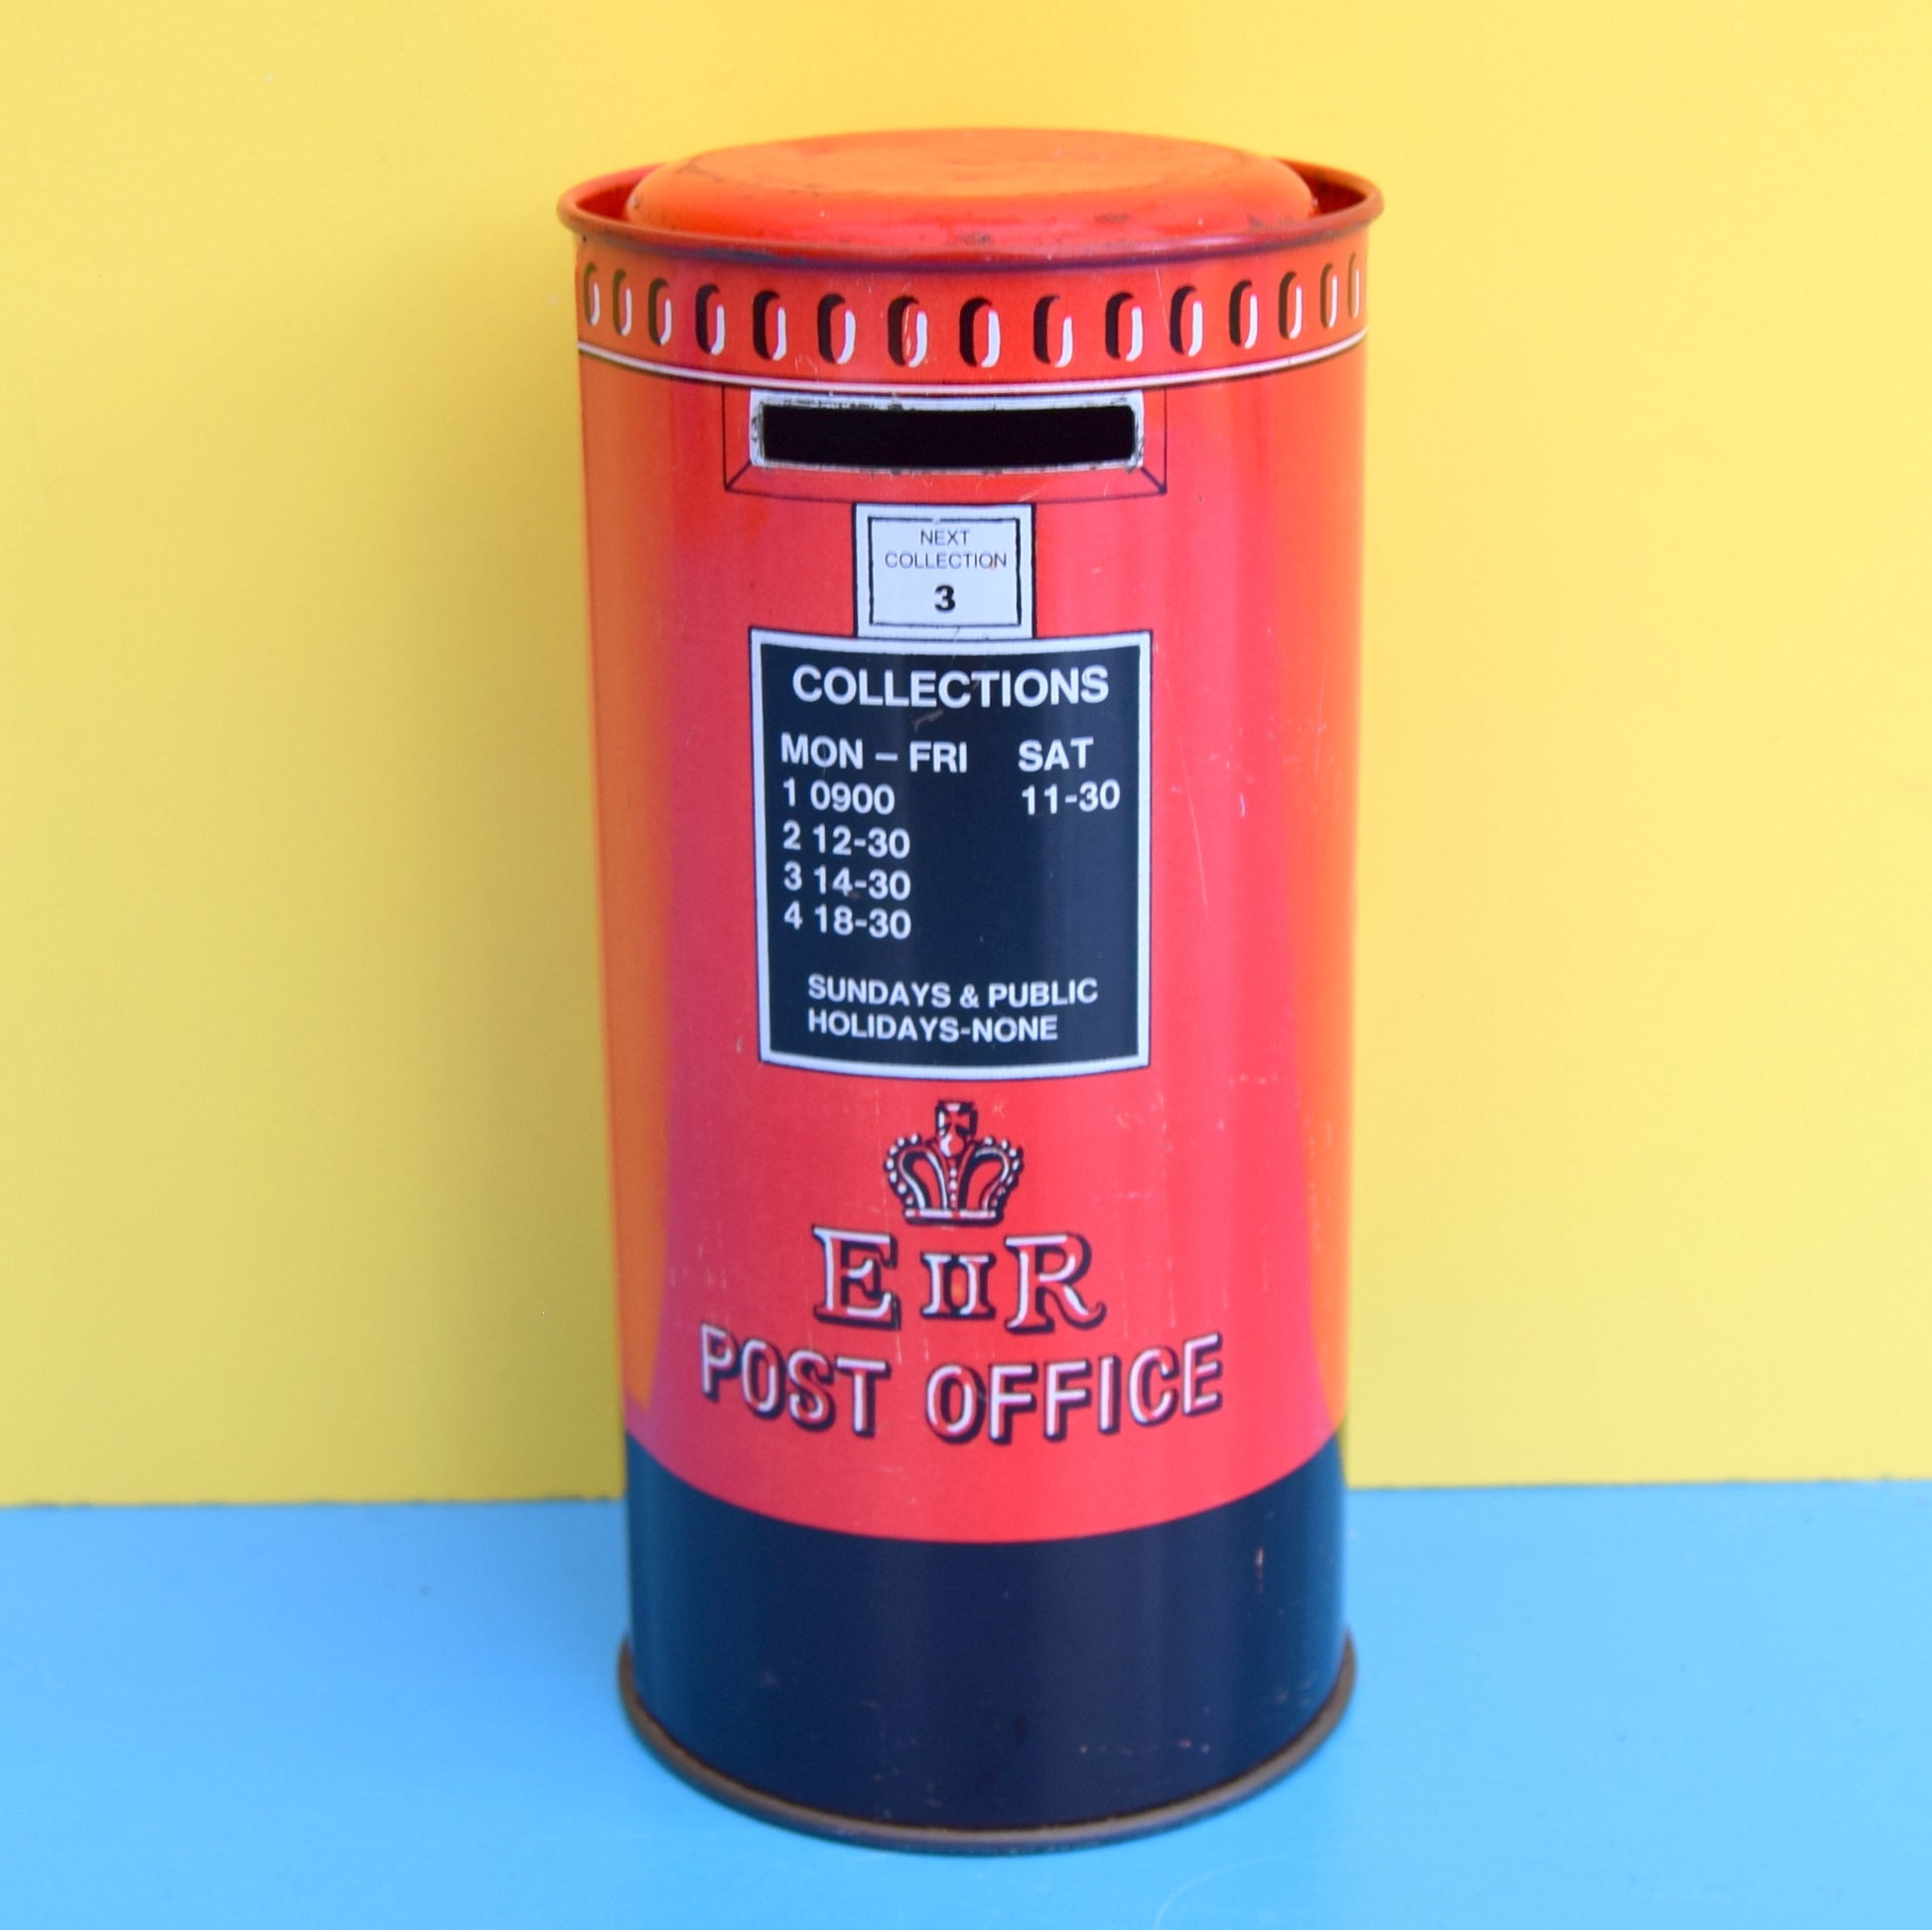 NEXT
COLLECTION
3
COLLECTIONS
MON – FRI SAT
1 0900 11-30
2 12-30
3 14-30
4 18-30
SUNDAYS & PUBLIC
HOLIDAYS-NONE
E II R
POST OFFICE